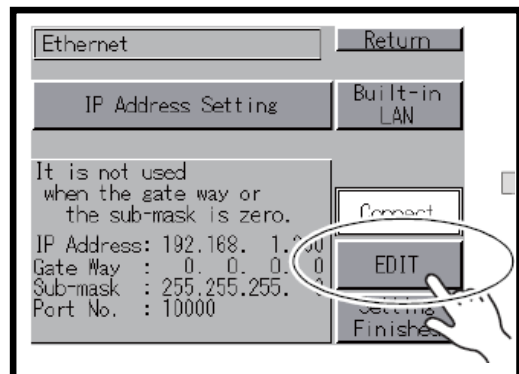 Ethernet
Return
IP Address Setting
Built-in
LAN
It is not used
when the gate way or
the sub-mask is zero.
Connect
IP Address: 192.168. 1.
Gate Way : 0. 0. 0. 0
EDIT
Sub-mask : 255.255.255.
Port No. : 10000
Setting
Finished